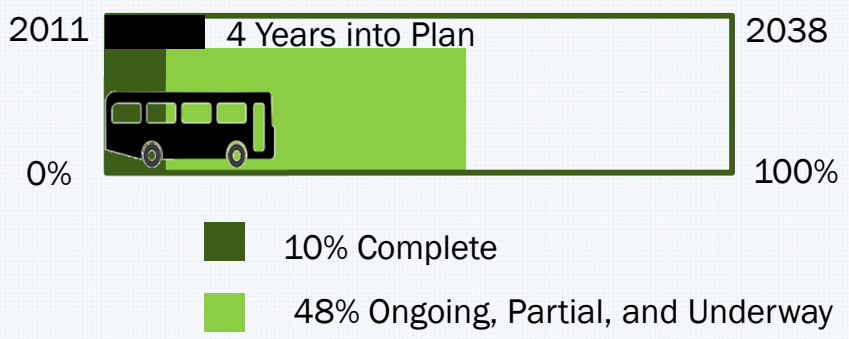 2011 4 Years into Plan 2038
0% 100%
10% Complete
48% Ongoing, Partial, and Underway